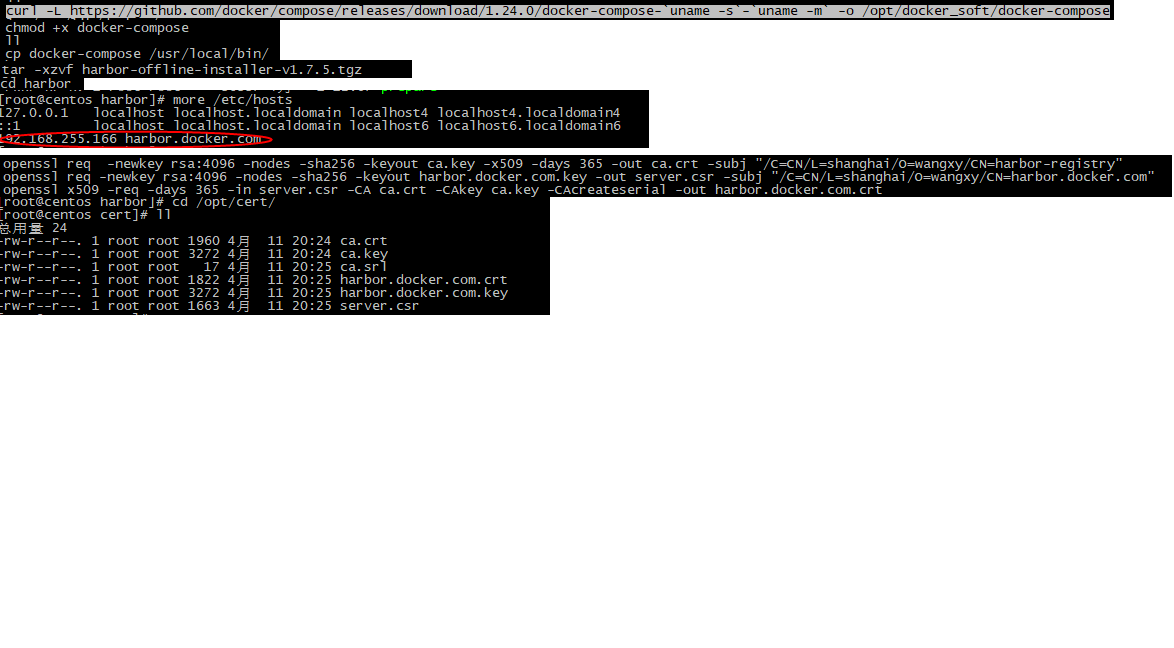 curl -L https://github.com/docker/compose/releases/download/1.24.0/docker-compose-`uname -s`-`uname -m` -o /opt/docker_soft/docker-compose
chmod +x docker-compose
ll
cp docker-compose /usr/local/bin/
tar -xzvf harbor-offline-installer-v1.7.5.tgz
cd harbor
[root@centos harbor]# more /etc/hosts
127.0.0.1   localhost localhost.localdomain localhost4 localhost4.localdomain4
::1         localhost localhost.localdomain localhost6 localhost6.localdomain6
192.168.255.166 harbor.docker.com
openssl req  -newkey rsa:4096 -nodes -sha256 -keyout ca.key -x509 -days 365 -out ca.crt -subj "/C=CN/L=shanghai/O=wangxy/CN=harbor-registry"
openssl req -newkey rsa:4096 -nodes -sha256 -keyout harbor.docker.com.key -out server.csr -subj "/C=CN/L=shanghai/O=wangxy/CN=harbor.docker.com"
openssl x509 -req -days 365 -in server.csr -CA ca.crt -CAkey ca.key -CAcreateserial -out harbor.docker.com.crt
[root@centos harbor]# cd /opt/cert/
[root@centos cert]# ll
总用量 24
-rw-r--r--. 1 root root 1960 4月  11 20:24 ca.crt
-rw-r--r--. 1 root root 3272 4月  11 20:24 ca.key
-rw-r--r--. 1 root root   17 4月  11 20:25 ca.srl
-rw-r--r--. 1 root root 1822 4月  11 20:25 harbor.docker.com.crt
-rw-r--r--. 1 root root 3272 4月  11 20:25 harbor.docker.com.key
-rw-r--r--. 1 root root 1663 4月  11 20:25 server.csr